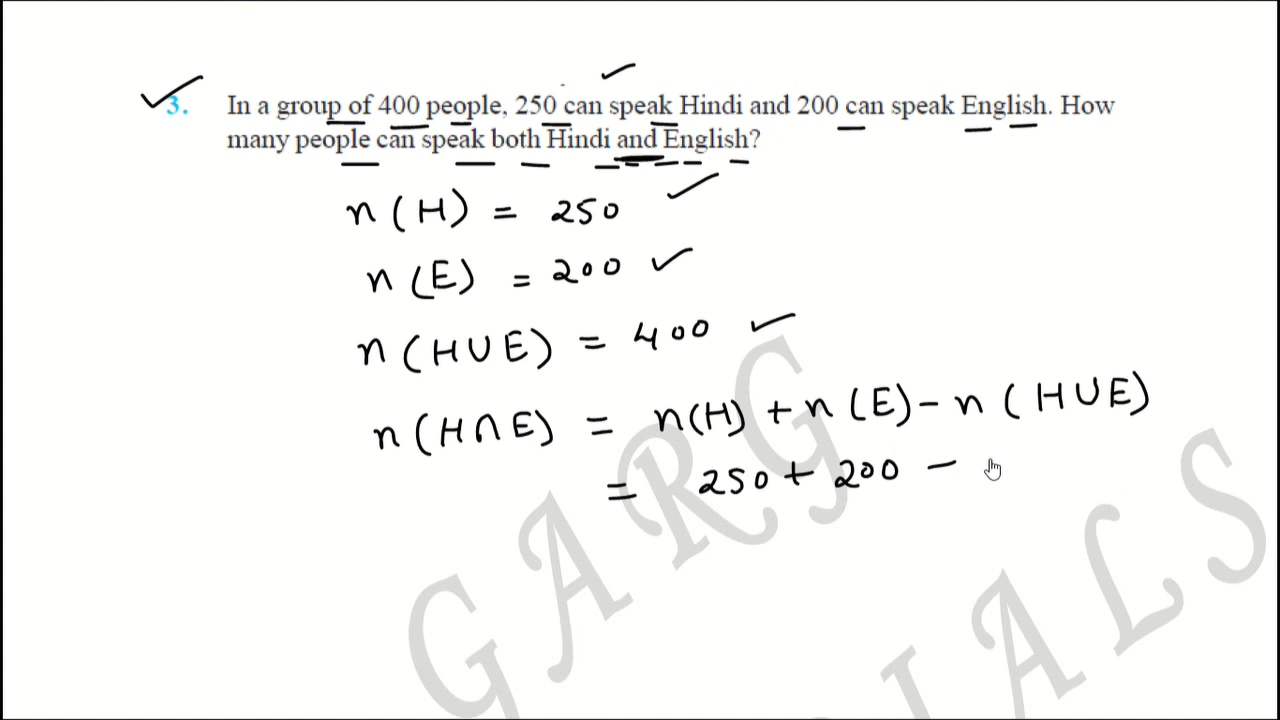 3. In a group of 400 people, 250 can speak Hindi and 200 can speak English. How
many people can speak both Hindi and English?
n(H) = 250
n(E) = 200
n(H∪E) = 400
n(H∩E) = n(H) + n(E) - n(H∪E)
= 250 + 200 -
GARG
IALS